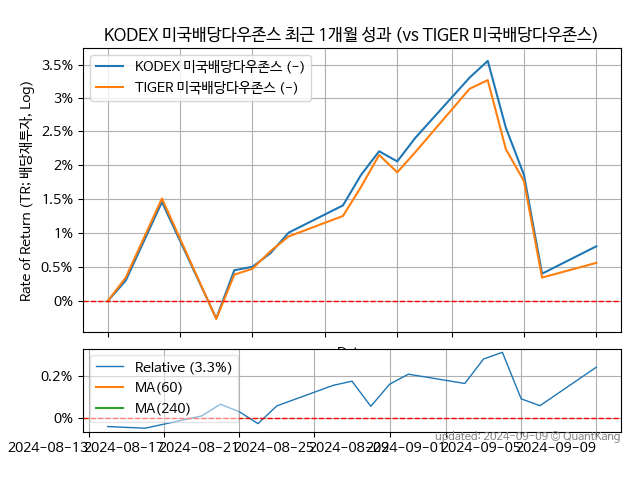 KODEX 미국배당다우존스 최근 1개월 성과 (vs TIGER 미국배당다우존스)
Rate of Return (TR: 배당재투자, Log)
3.5%
3%
2.5%
2%
1.5%
1%
0.5%
0%
KODEX 미국배당다우존스 (-)
TIGER 미국배당다우존스 (-)
0.2%
0%
Relative (3.3%)
MA(60)
MA(240)
updated: 2024-09-09 © QuantKang
2024-08-13 2024-08-17 2024-08-21 2024-08-25 2024-08-29 2024-09-01 2024-09-05 2024-09-09